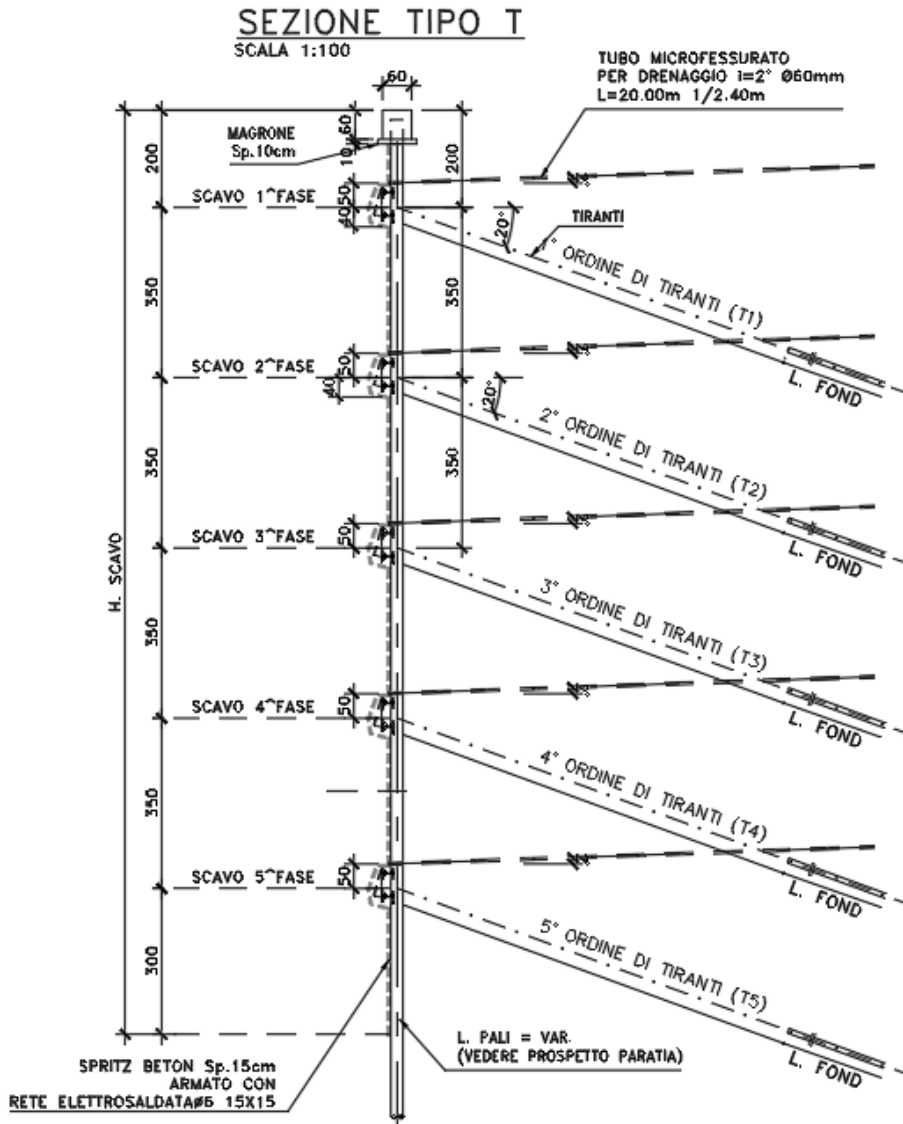 SEZIONE TIPO T
SCALA 1:100
60
TUBO MICROFESSURATO
PER DRENAGGIO i=2° Ø60mm
L=20.00m 1/2.40m
MAGRONE
Sp.10cm
60
10
200
200
SCAVO 1^FASE
50
40
20°
TIRANTI
1° ORDINE DI TIRANTI (T1)
L. FOND
350
350
SCAVO 2^FASE
50
40
20°
2° ORDINE DI TIRANTI (T2)
L. FOND
350
350
H. SCAVO
SCAVO 3^FASE
50
3° ORDINE DI TIRANTI (T3)
L. FOND
350
SCAVO 4^FASE
50
4° ORDINE DI TIRANTI (T4)
L. FOND
350
SCAVO 5^FASE
50
5° ORDINE DI TIRANTI (T5)
L. FOND
300
L. PALI = VAR.
(VEDERE PROSPETTO PARATIA)
SPRITZ BETON Sp.15cm
ARMATO CON
RETE ELETTROSALDATAø6 15X15